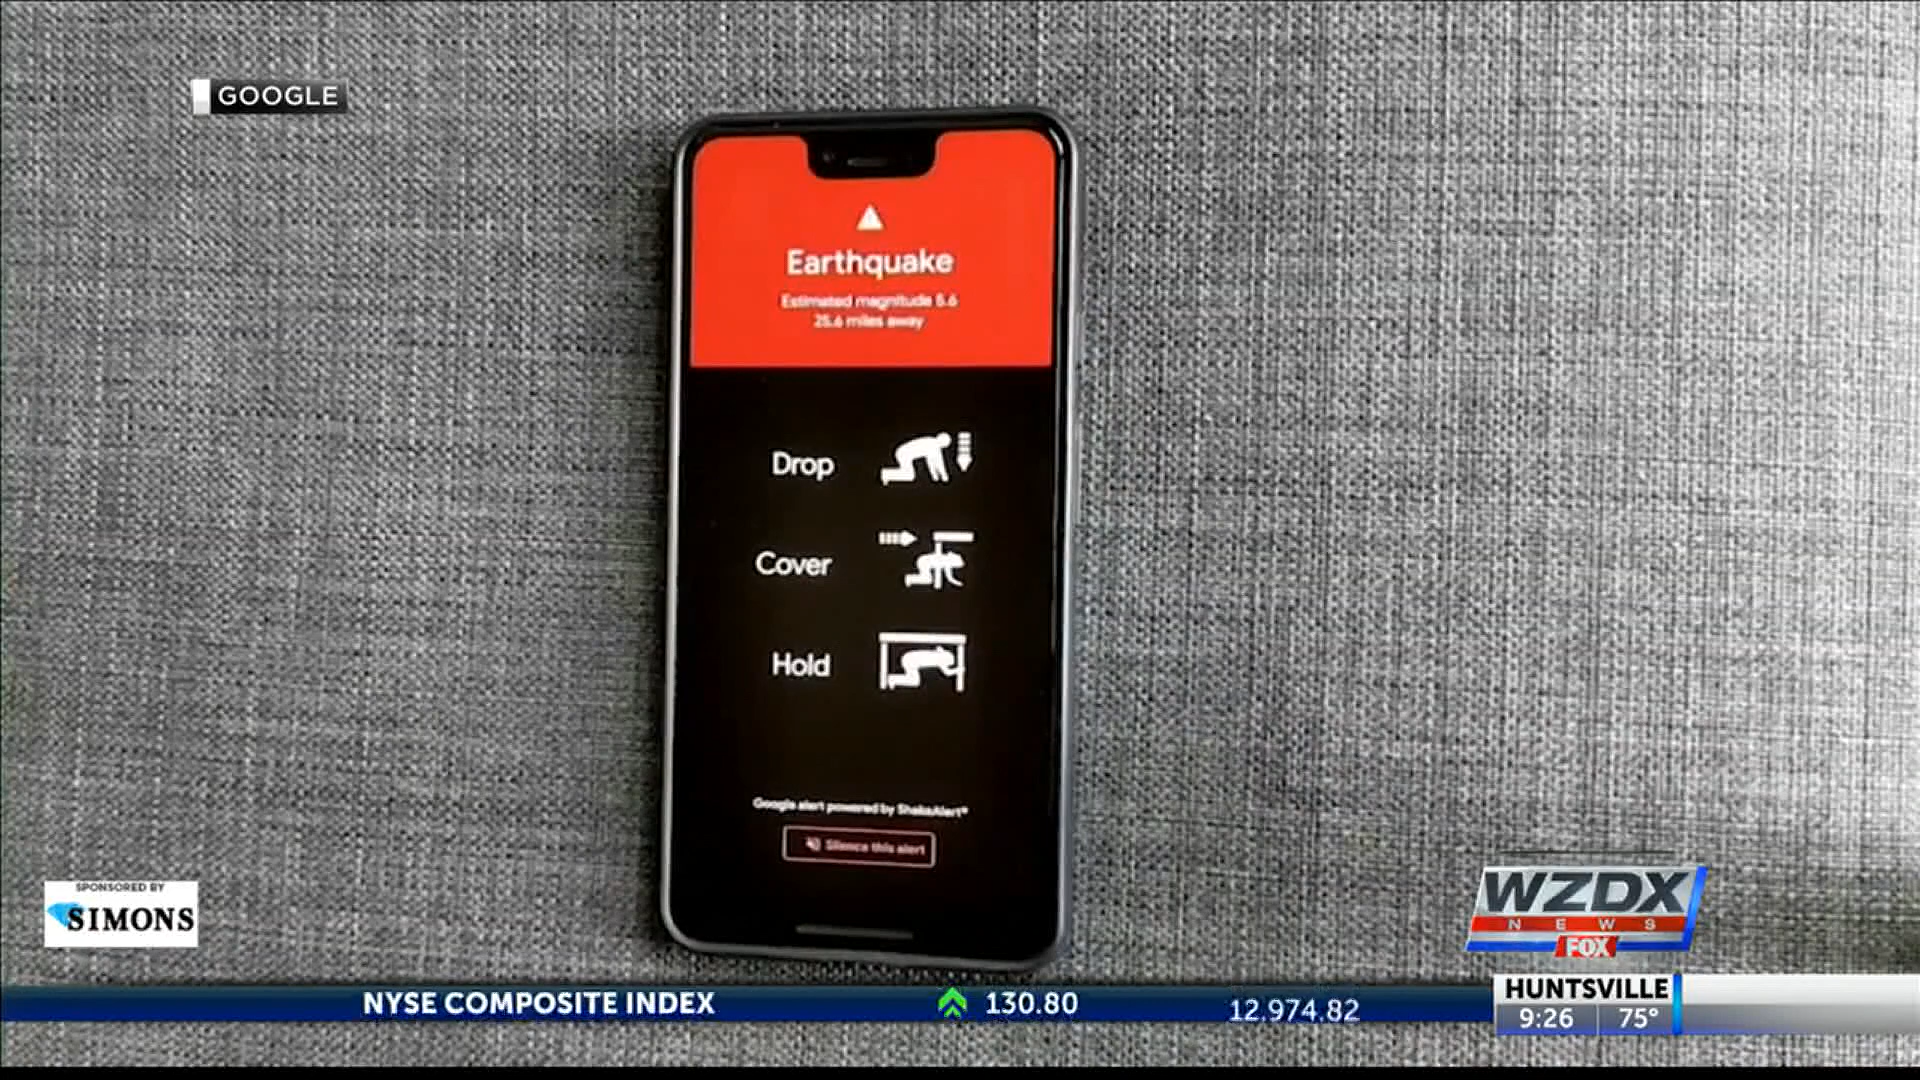 GOOGLE
Earthquake
Estimated magnitude 5.6
25.6 miles away
Drop
Cover
Hold
Google alert powered by ShakeAlert®
Silence this alert
SPONSORED BY
SIMONS
WZDX
NEWS
FOX
NYSE COMPOSITE INDEX 130.80 12,974.82
HUNTSVILLE
9:26 75°